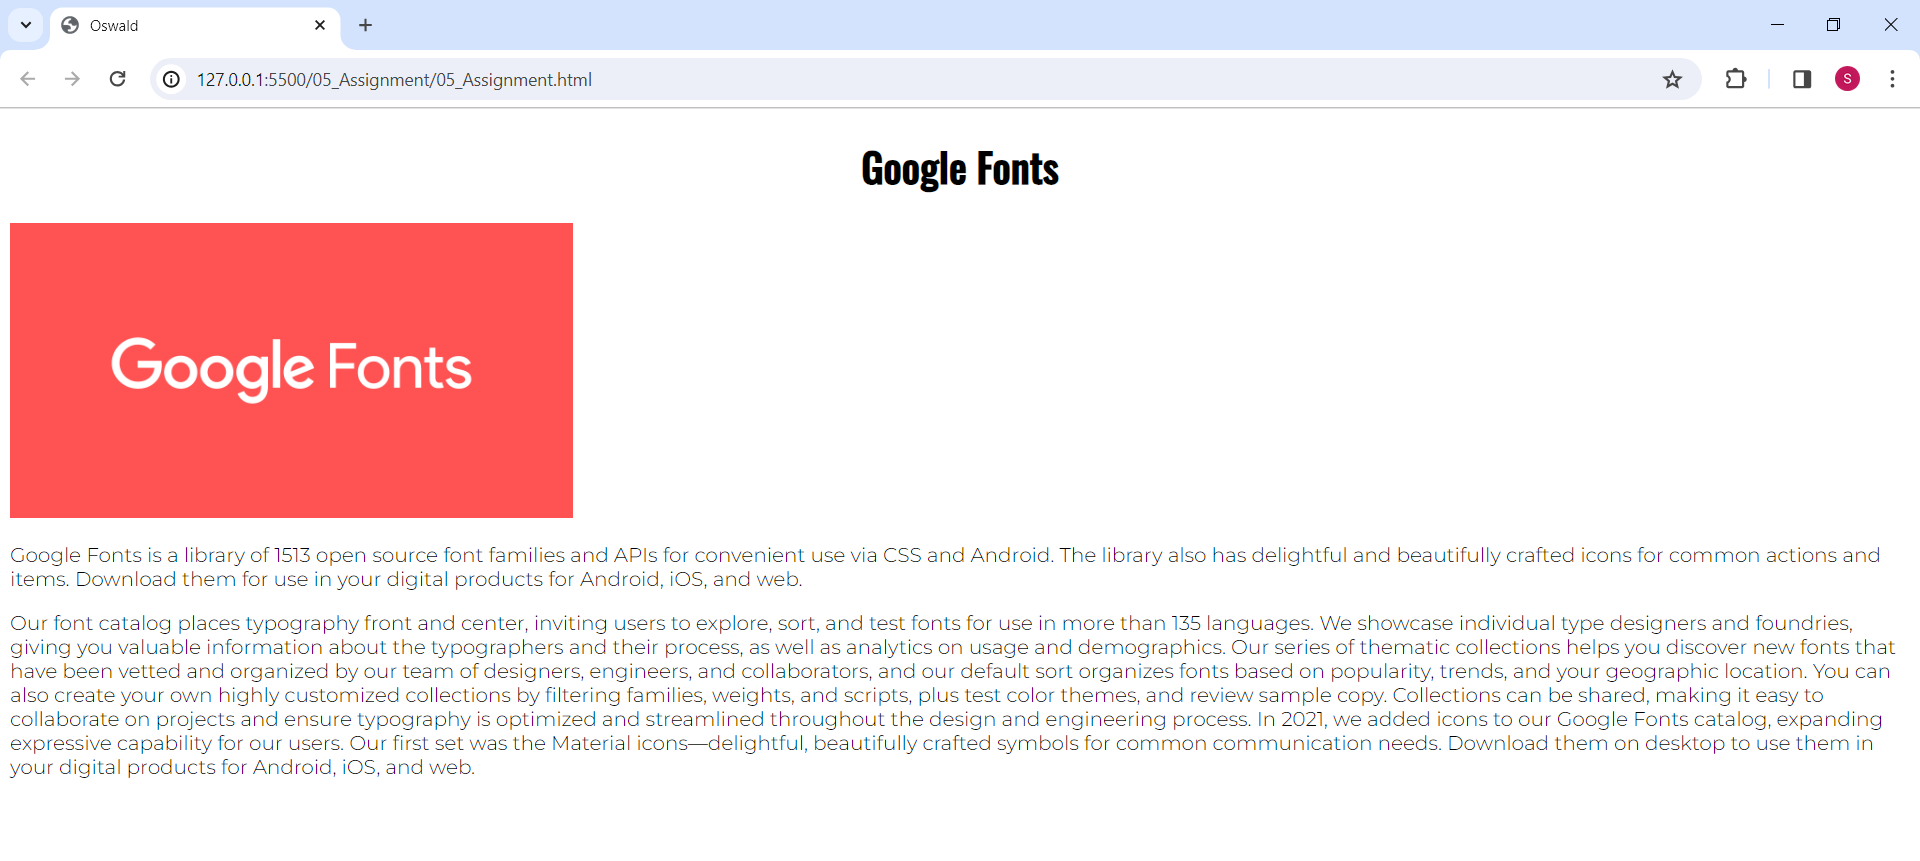 Oswald
127.0.0.1:5500/05_Assignment/05_Assignment.html
S
Google Fonts
Google Fonts
Google Fonts is a library of 1513 open source font families and APIs for convenient use via CSS and Android. The library also has delightful and beautifully crafted icons for common actions and
items. Download them for use in your digital products for Android, iOS, and web.
Our font catalog places typography front and center, inviting users to explore, sort, and test fonts for use in more than 135 languages. We showcase individual type designers and foundries,
giving you valuable information about the typographers and their process, as well as analytics on usage and demographics. Our series of thematic collections helps you discover new fonts that
have been vetted and organized by our team of designers, engineers, and collaborators, and our default sort organizes fonts based on popularity, trends, and your geographic location. You can
also create your own highly customized collections by filtering families, weights, and scripts, plus test color themes, and review sample copy. Collections can be shared, making it easy to
collaborate on projects and ensure typography is optimized and streamlined throughout the design and engineering process. In 2021, we added icons to our Google Fonts catalog, expanding
expressive capability for our users. Our first set was the Material icons—delightful, beautifully crafted symbols for common communication needs. Download them on desktop to use them in
your digital products for Android, iOS, and web.